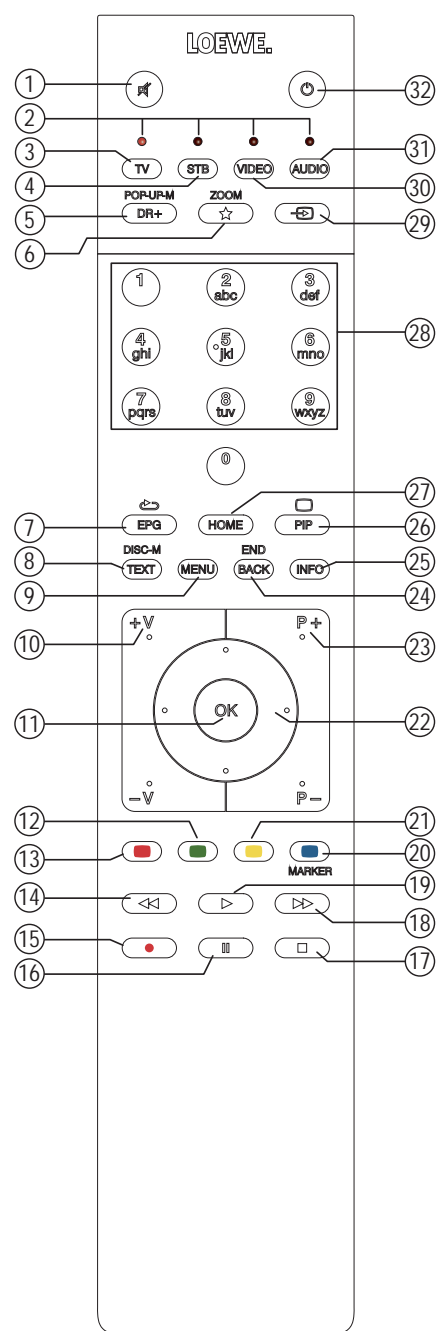 LOEWE.
1
32
2
3 TV STB VIDEO AUDIO 31
4
30
POP-UP-M ZOOM
5 DR+ 29
6
1 2 3
abc def
28
4 5 6
ghi jkl mno
7 8 9
pqrs tuv wxyz
0
27
7 EPG HOME PIP 26
DISC-M END
8 TEXT MENU BACK INFO 25
9 24
10 +V P+ 23
11 OK 22
−V P−
12 21
13 20
MARKER
14 19
18
15
16 17